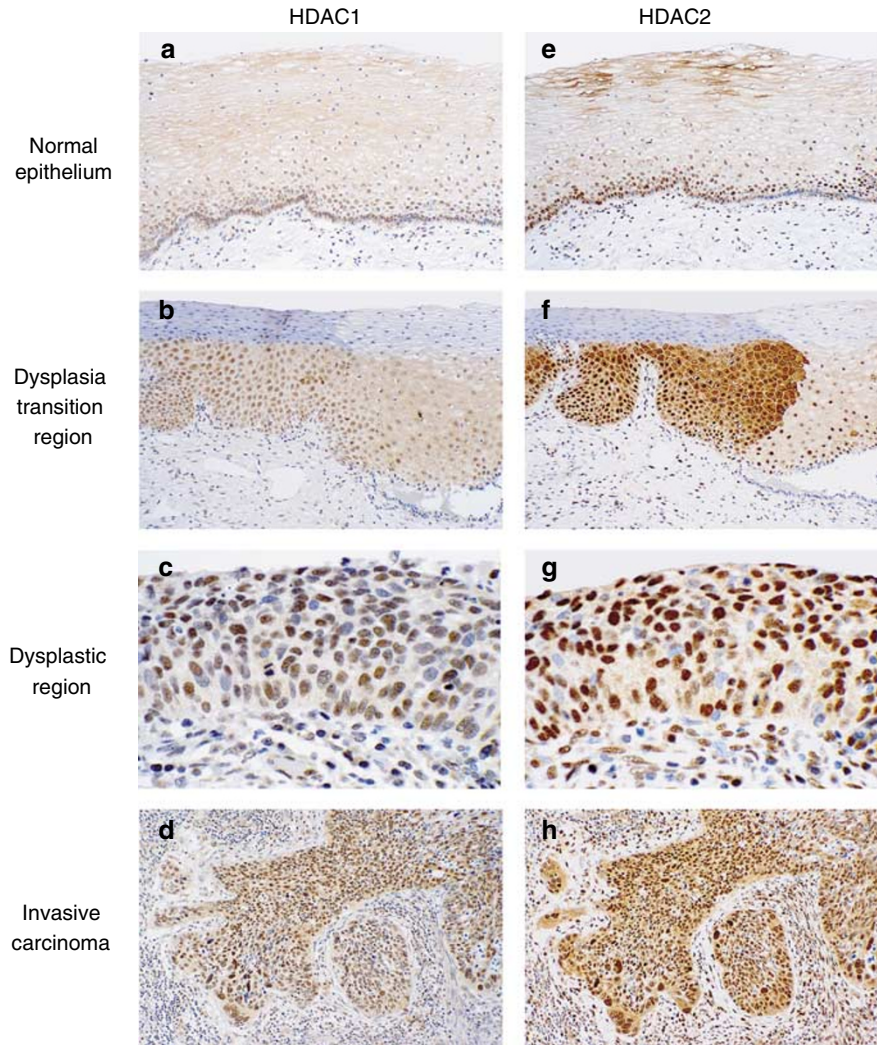 HDAC1
HDAC2
a
e
Normal
epithelium
b
f
Dysplasia
transition
region
c
g
Dysplastic
region
d
h
Invasive
carcinoma